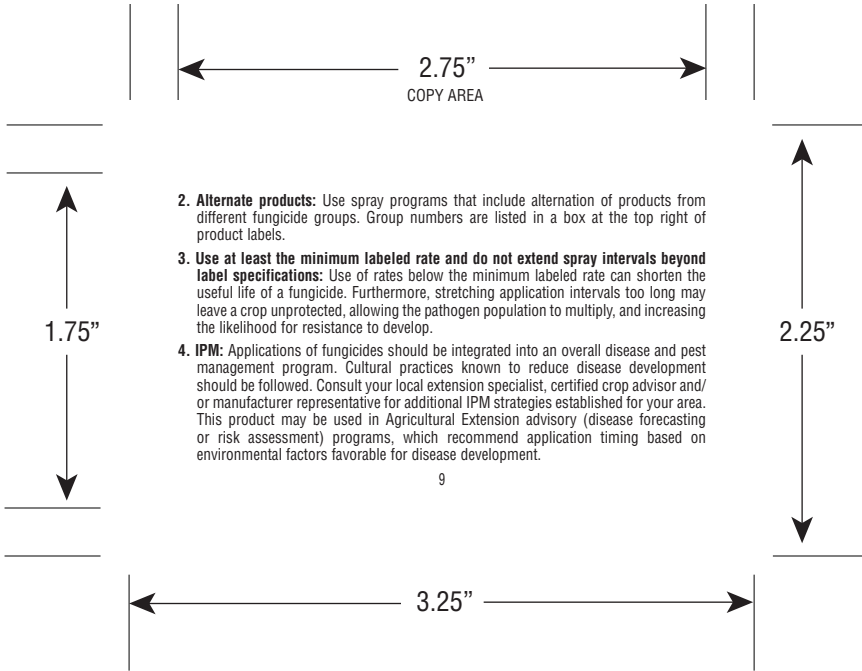 2.75”
COPY AREA
2. Alternate products: Use spray programs that include alternation of products from
different fungicide groups. Group numbers are listed in a box at the top right of
product labels.
3. Use at least the minimum labeled rate and do not extend spray intervals beyond
label specifications: Use of rates below the minimum labeled rate can shorten the
useful life of a fungicide. Furthermore, stretching application intervals too long may
leave a crop unprotected, allowing the pathogen population to multiply, and increasing
the likelihood for resistance to develop.
1.75”
2.25”
4. IPM: Applications of fungicides should be integrated into an overall disease and pest
management program. Cultural practices known to reduce disease development
should be followed. Consult your local extension specialist, certified crop advisor and/
or manufacturer representative for additional IPM strategies established for your area.
This product may be used in Agricultural Extension advisory (disease forecasting
or risk assessment) programs, which recommend application timing based on
environmental factors favorable for disease development.
9
3.25”